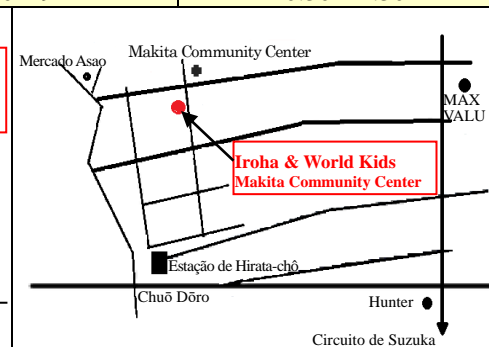 Makita Community Center
Mercado Asao
MAX
VALU
Iroha & World Kids
Makita Community Center
Estação de Hirata-chô
Chuō Dōro
Hunter
Circuito de Suzuka